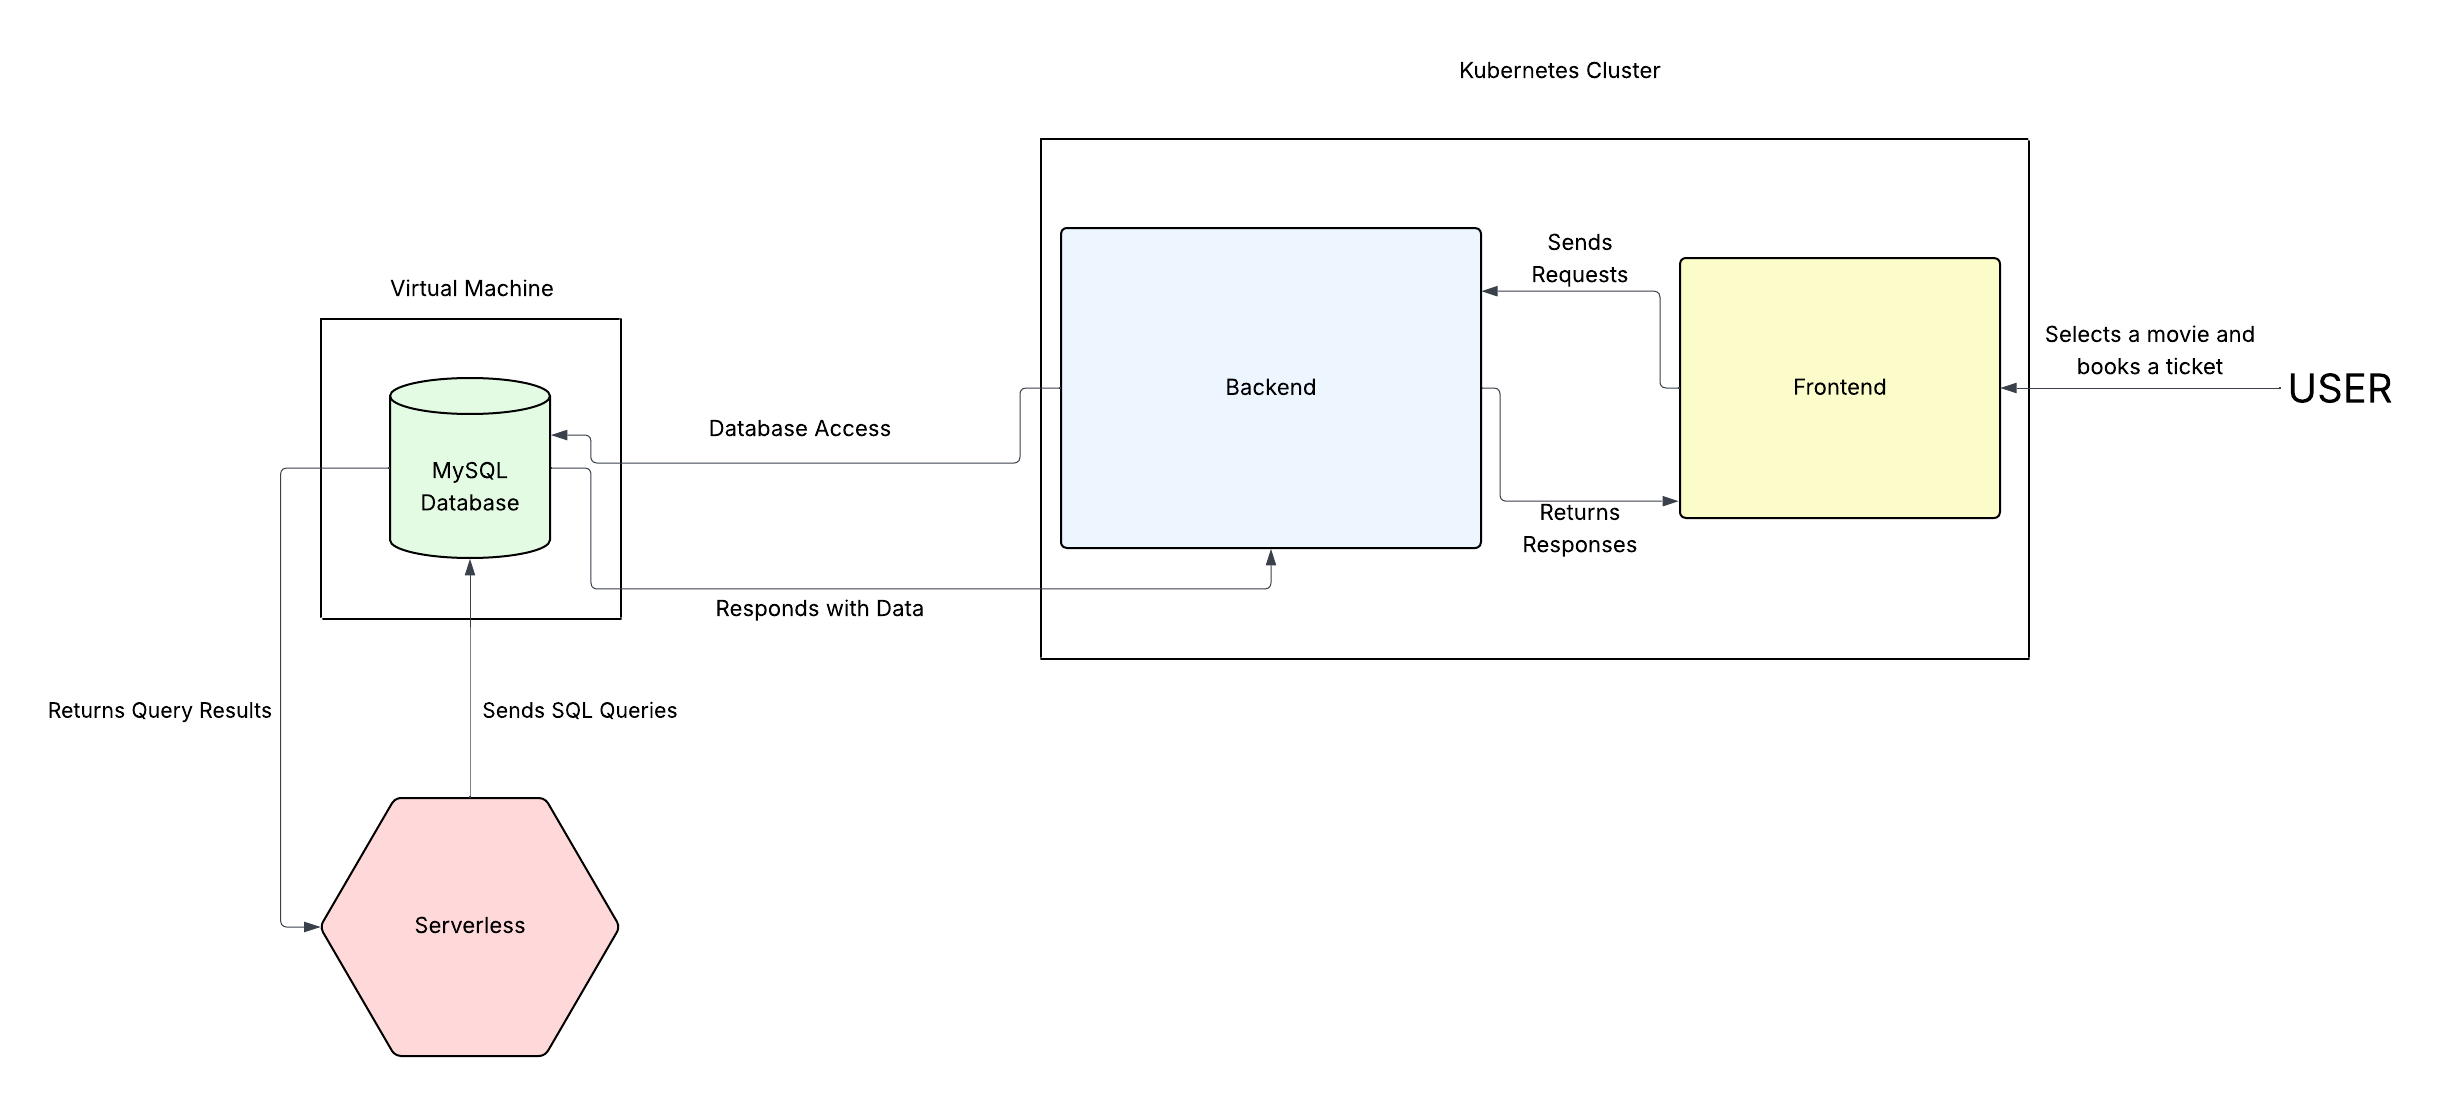 Kubernetes Cluster
Sends
Requests
Virtual Machine
Selects a movie and
books a ticket
USER
Backend
Frontend
Database Access
MySQL
Database
Returns
Responses
Responds with Data
Returns Query Results
Sends SQL Queries
Serverless